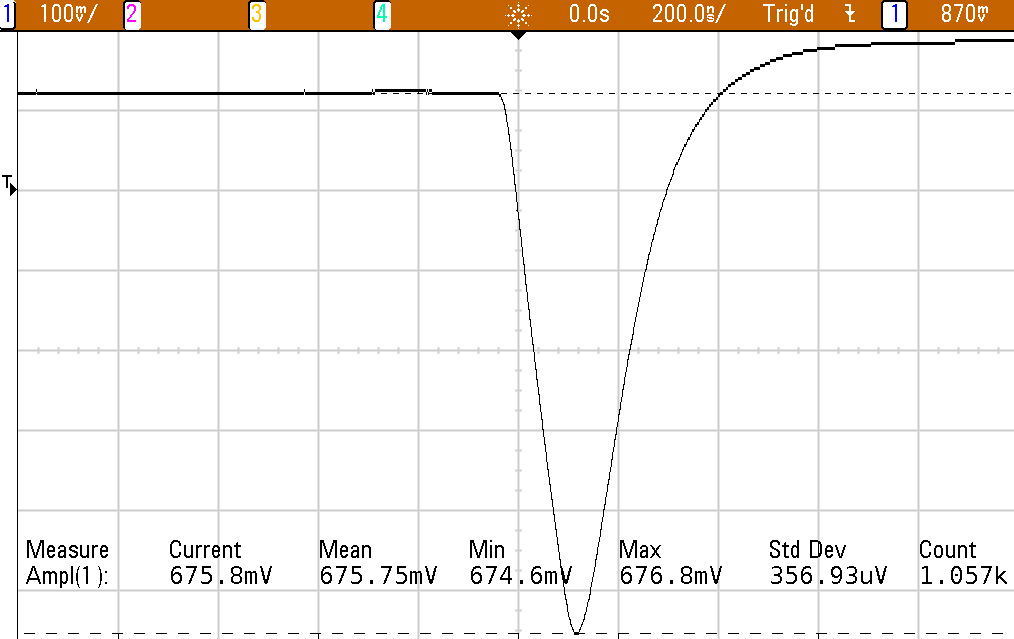 1 100mV/ 2 3 4 0.0s 200.0ns/ Trig'd 1 870mV
T
Measure Current Mean Min Max Std Dev Count
Ampl(1): 675.8mV 675.75mV 674.6mV 676.8mV 356.93uV 1.057k